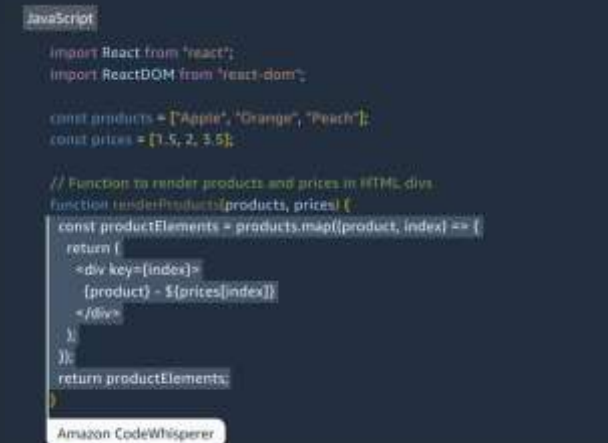 JavaScript
import React from "react";
import ReactDOM from "react-dom";
const products = ["Apple", "Orange", "Peach"];
const prices = [1.5, 2, 3.5];
// Function to render products and prices in HTML divs
function renderProducts(products, prices) {
const productElements = products.map((product, index) => {
return (
<div key={index}>
{product} - ${prices[index]}
</div>
);
});
return productElements;
}
Amazon CodeWhisperer